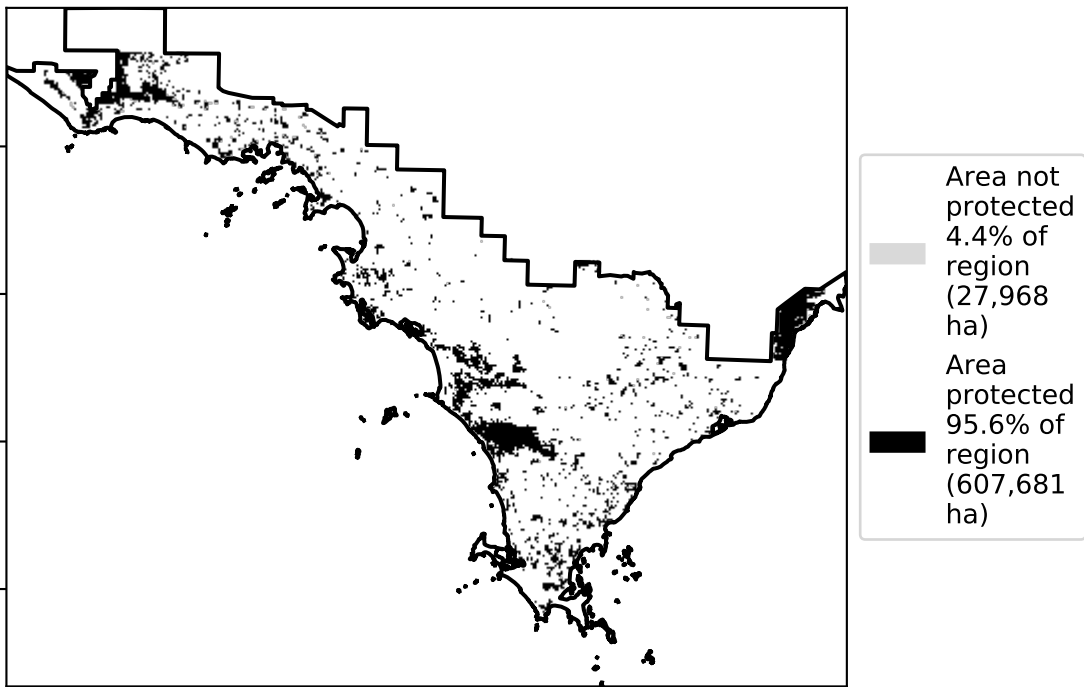 Area not
protected
4.4% of
region
(27,968
ha)
Area
protected
95.6% of
region
(607,681
ha)